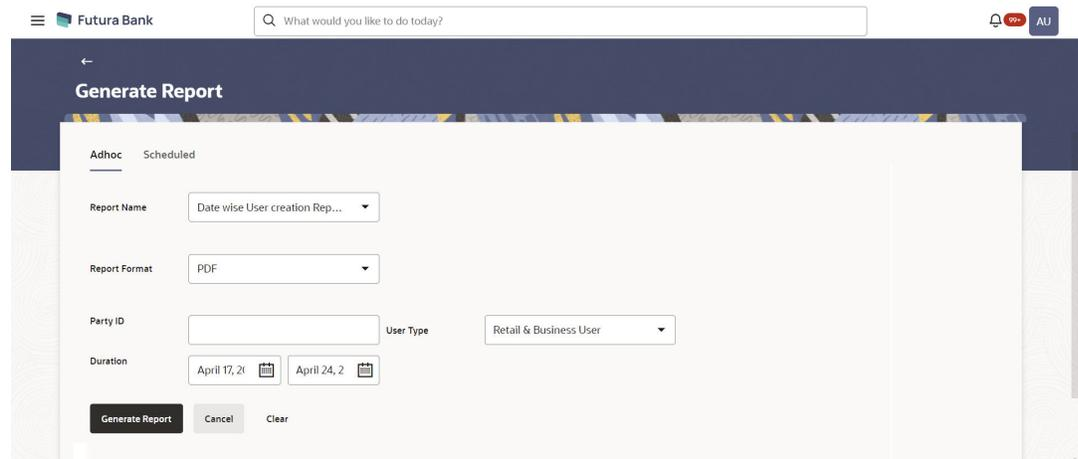 Futura Bank
What would you like to do today?
99+
AU
Generate Report
Adhoc Scheduled
Report Name Date wise User creation Rep...
Report Format PDF
Party ID
User Type Retail & Business User
Duration
April 17, 20 April 24, 2
Generate Report Cancel Clear